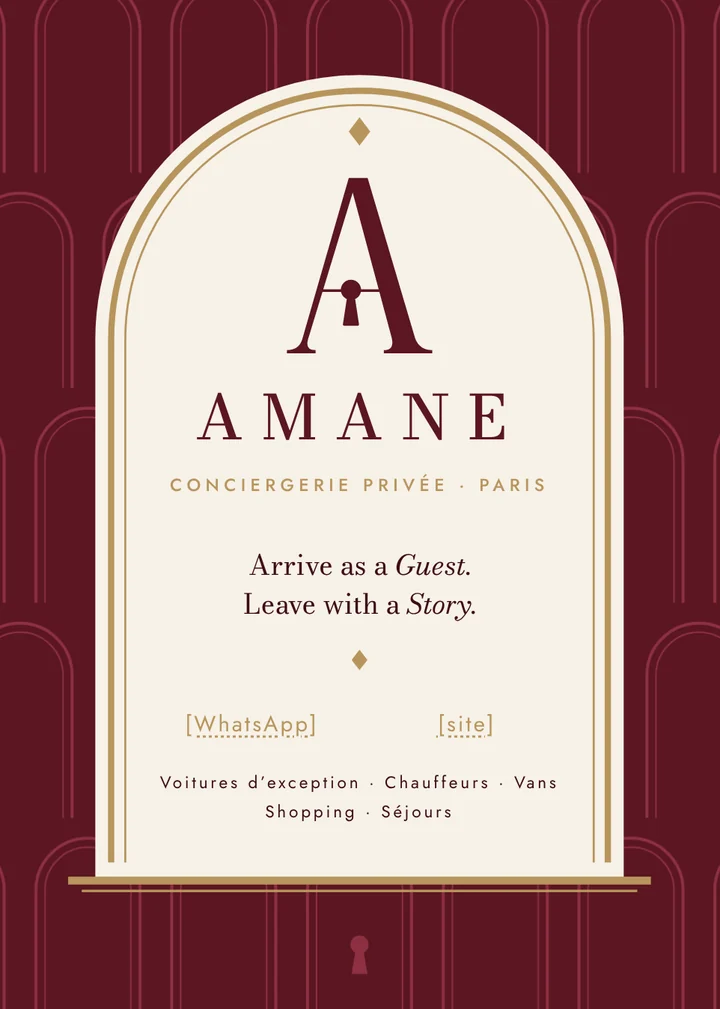 A
AMANE
CONCIERGERIE PRIVÉE · PARIS
Arrive as a Guest.
Leave with a Story.
[WhatsApp] [site]
Voitures d’exception · Chauffeurs · Vans
Shopping · Séjours